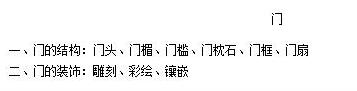 门
一、门的结构：门头、门楣、门槛、门枕石、门框、门扇
二、门的装饰：雕刻、彩绘、镶嵌